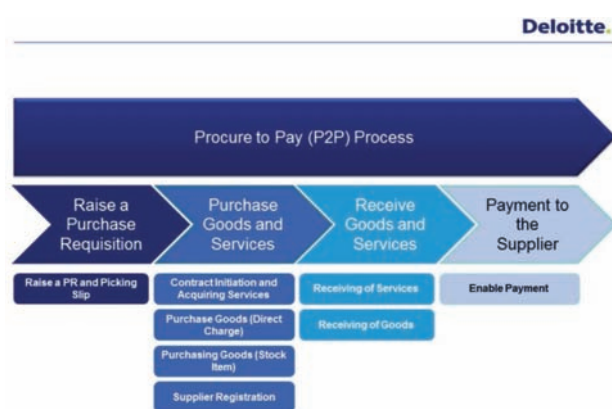 Deloitte.
Procure to Pay (P2P) Process
Raise a
Purchase
Requisition
Purchase
Goods and
Services
Receive
Goods and
Services
Payment to
the
Supplier
Raise a PR and Picking
Slip
Contract Initiation and
Acquiring Services
Purchase Goods (Direct
Charge)
Purchasing Goods (Stock
Item)
Supplier Registration
Receiving of Services
Receiving of Goods
Enable Payment